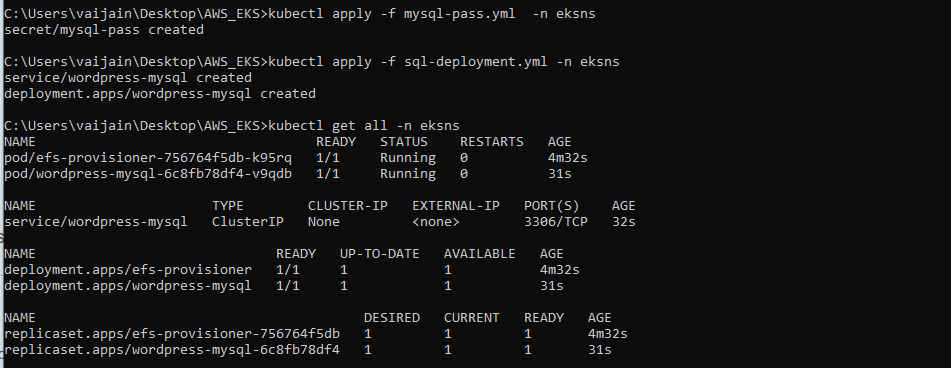 C:\Users\vaijain\Desktop\AWS_EKS>kubectl apply -f mysql-pass.yml  -n eksns
secret/mysql-pass created
C:\Users\vaijain\Desktop\AWS_EKS>kubectl apply -f sql-deployment.yml -n eksns
service/wordpress-mysql created
deployment.apps/wordpress-mysql created
C:\Users\vaijain\Desktop\AWS_EKS>kubectl get all -n eksns
NAME                                   READY   STATUS    RESTARTS   AGE
pod/efs-provisioner-756764f5db-k95rq   1/1     Running   0          4m32s
pod/wordpress-mysql-6c8fb78df4-v9qdb   1/1     Running   0          31s
NAME                      TYPE        CLUSTER-IP   EXTERNAL-IP   PORT(S)    AGE
service/wordpress-mysql   ClusterIP   None         <none>        3306/TCP   32s
NAME                              READY   UP-TO-DATE   AVAILABLE   AGE
deployment.apps/efs-provisioner   1/1     1            1           4m32s
deployment.apps/wordpress-mysql   1/1     1            1           31s
NAME                                         DESIRED   CURRENT   READY   AGE
replicaset.apps/efs-provisioner-756764f5db   1         1         1       4m32s
replicaset.apps/wordpress-mysql-6c8fb78df4   1         1         1       31s